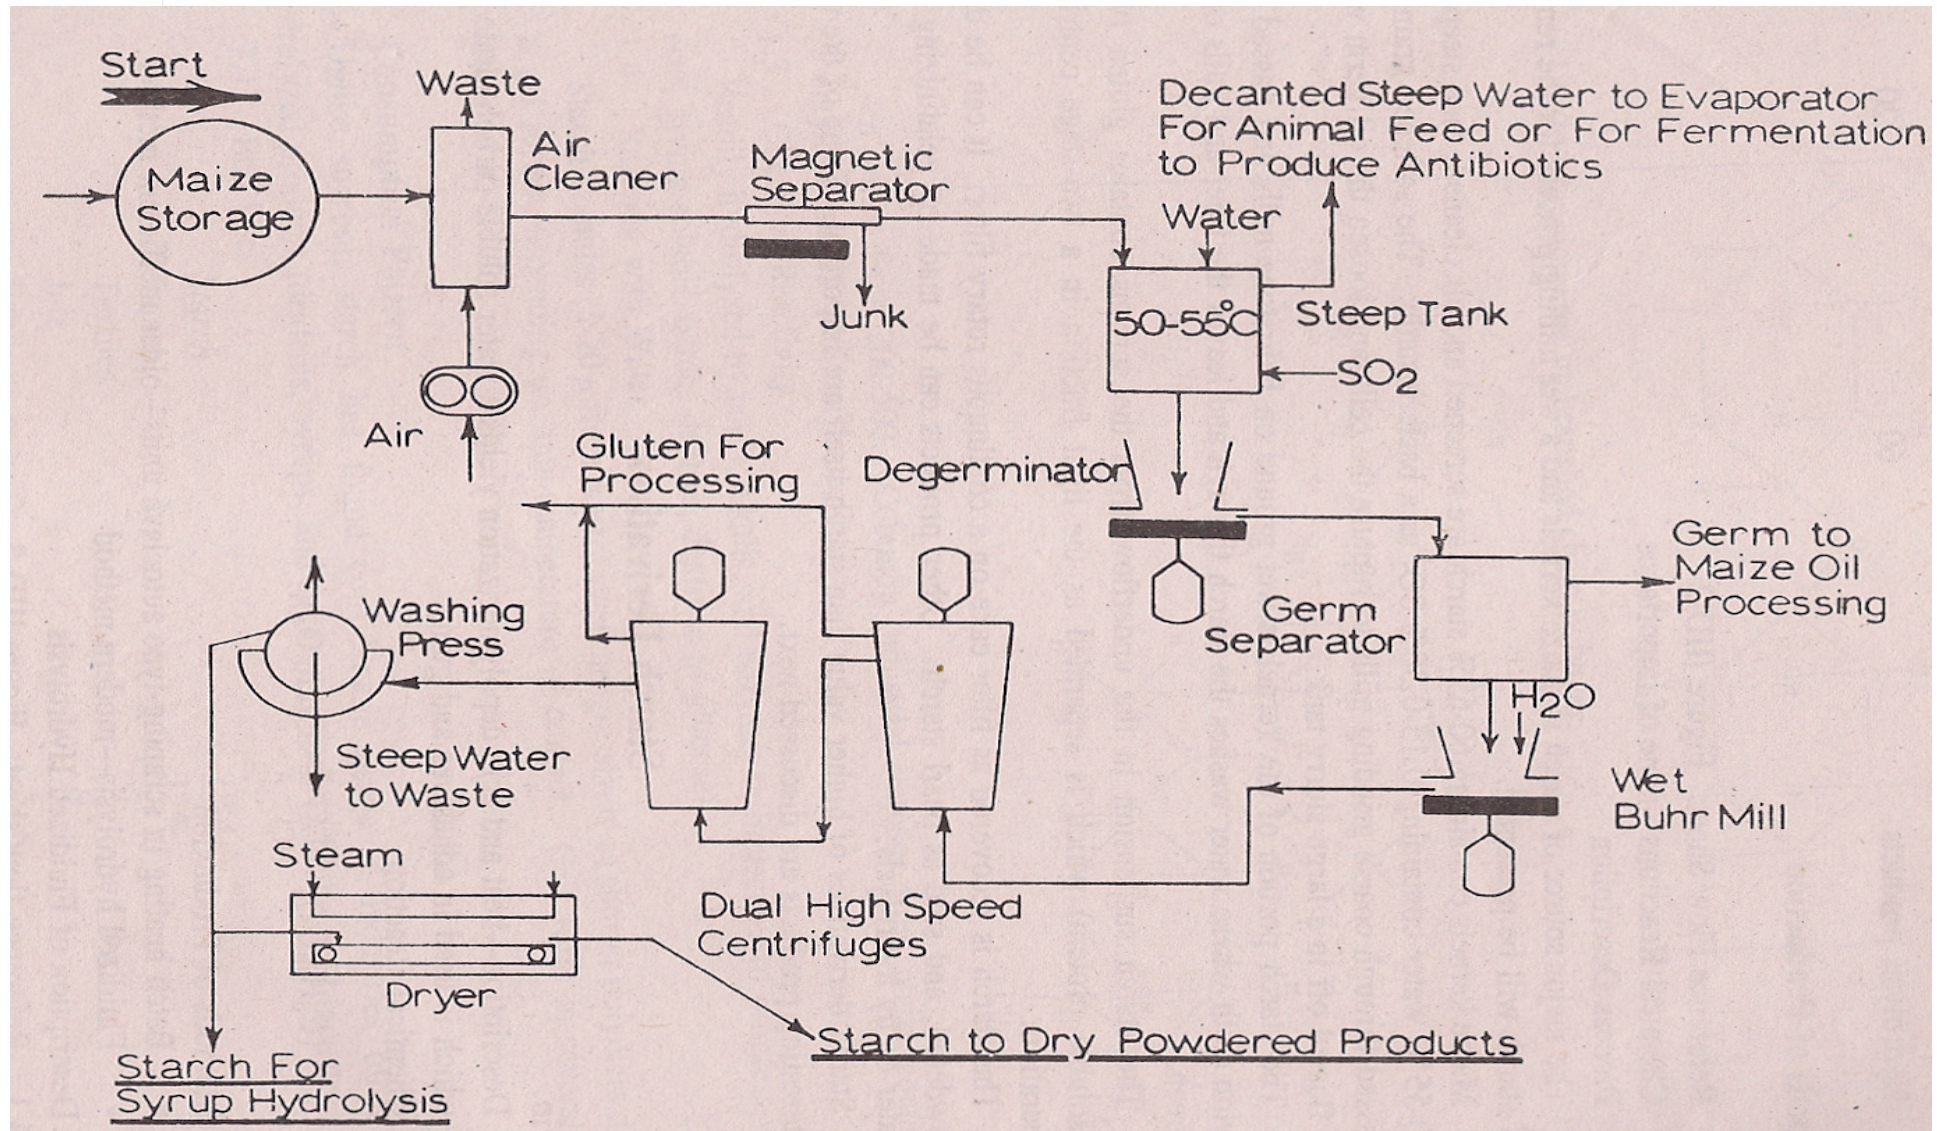 Start
Maize
Storage
Waste
Air
Cleaner
Air
Magnetic
Separator
Junk
Decanted Steep Water to Evaporator
For Animal Feed or For Fermentation
to Produce Antibiotics
Water
50-55°C
Steep Tank
SO2
Degerminator
Germ
Separator
Germ to
Maize Oil
Processing
H2O
Wet
Buhr Mill
Gluten For
Processing
Washing
Press
Steep Water
to Waste
Dual High Speed
Centrifuges
Steam
Dryer
Starch to Dry Powdered Products
Starch For
Syrup Hydrolysis